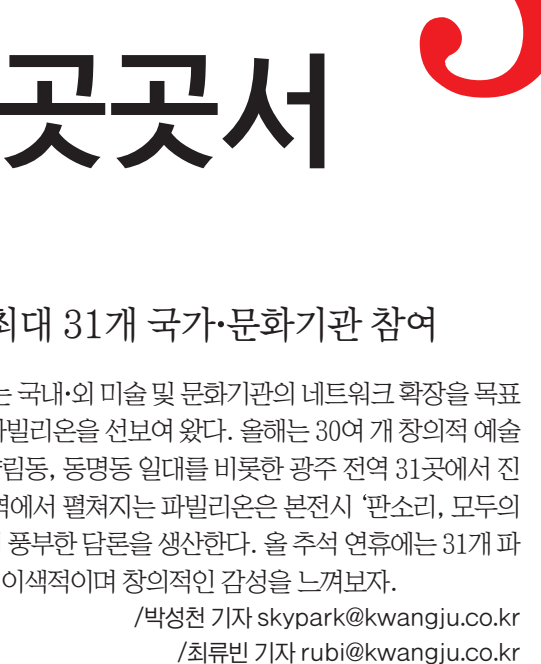 곳곳서
최대 31개 국가·문화기관 참여
는 국내·외 미술 및 문화기관의 네트워크 확장을 목표
파빌리온을 선보여 왔다. 올해는 30여 개 창의적 예술
림동, 동명동 일대를 비롯한 광주 전역 31곳에서 진
역에서 펼쳐지는 파빌리온은 본전시 ‘판소리, 모두의
풍부한 담론을 생산한다. 올 추석 연휴에는 31개 파
이색적이며 창의적인 감성을 느껴보자.
/박성천 기자 skypark@kwangju.co.kr
/최류빈 기자 rubi@kwangju.co.kr